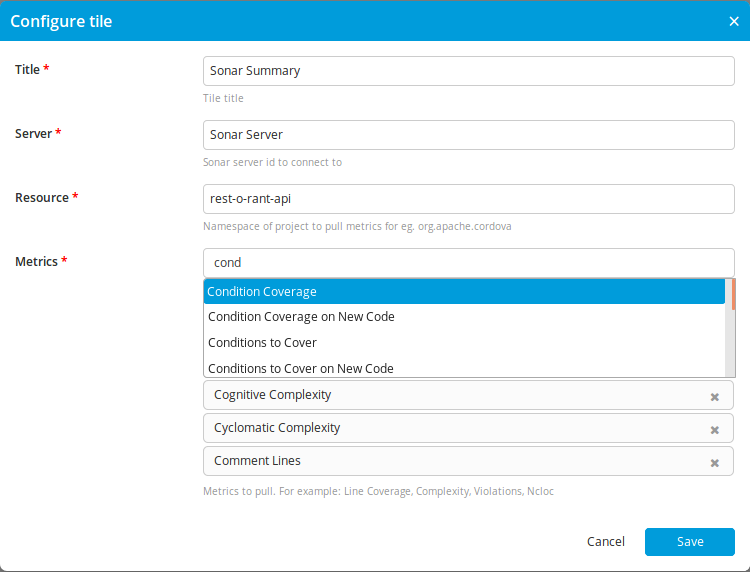 Configure tile ×
Title *
Sonar Summary
Tile title
Server *
Sonar Server
Sonar server id to connect to
Resource *
rest-o-rant-api
Namespace of project to pull metrics for eg. org.apache.cordova
Metrics *
cond
Condition Coverage
Condition Coverage on New Code
Conditions to Cover
Conditions to Cover on New Code
Cognitive Complexity ✖
Cyclomatic Complexity ✖
Comment Lines ✖
Metrics to pull. For example: Line Coverage, Complexity, Violations, Ncloc
Cancel Save